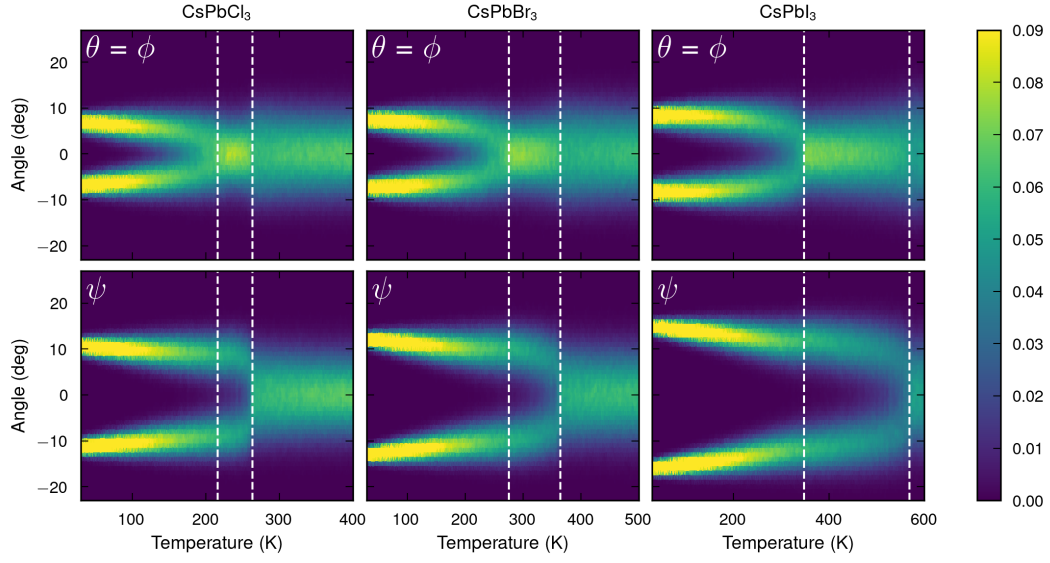 CsPbCl₃ CsPbBr₃ CsPbI₃
θ = ϕ θ = ϕ θ = ϕ 0.09
20 0.08
10 0.07
Angle (deg) 0 0.06
−10 0.05
−20
ψ ψ ψ 0.04
20
10 0.03
Angle (deg) 0 0.02
−10 0.01
−20 0.00
100 200 300 400 100 200 300 400 500 200 400 600
Temperature (K) Temperature (K) Temperature (K)